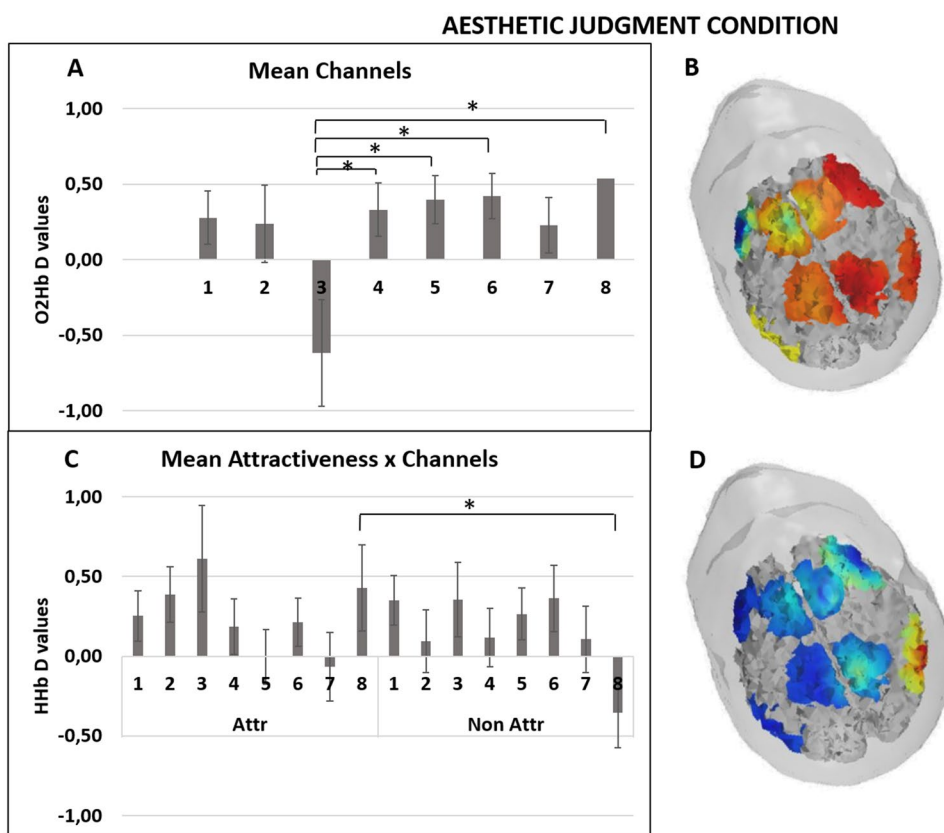 AESTHETIC JUDGMENT CONDITION
A
Mean Channels
B
1,00
0,50
0,00
-0,50
-1,00
O2Hb D values
*
*
*
*
1 2 3 4 5 6 7 8
C
Mean Attractiveness x Channels
D
1,00
0,50
0,00
-0,50
-1,00
HHb D values
*
1 2 3 4 5 6 7 8 1 2 3 4 5 6 7 8
Attr Non Attr